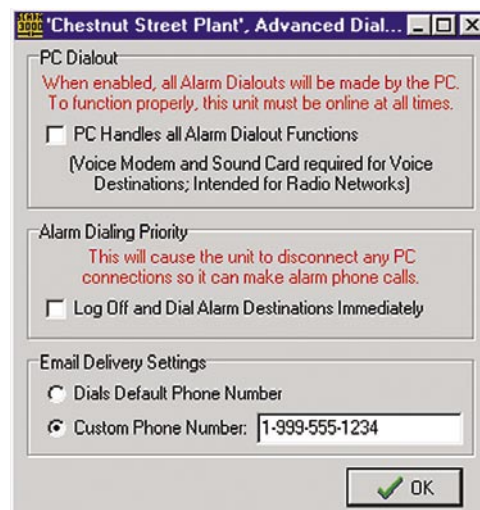 SCADA 3000 'Chestnut Street Plant', Advanced Dial...
PC Dialout
When enabled, all Alarm Dialouts will be made by the PC.
To function properly, this unit must be online at all times.
PC Handles all Alarm Dialout Functions
(Voice Modem and Sound Card required for Voice
Destinations; Intended for Radio Networks)
Alarm Dialing Priority
This will cause the unit to disconnect any PC
connections so it can make alarm phone calls.
Log Off and Dial Alarm Destinations Immediately
Email Delivery Settings
Dials Default Phone Number
Custom Phone Number: 1-999-555-1234
OK